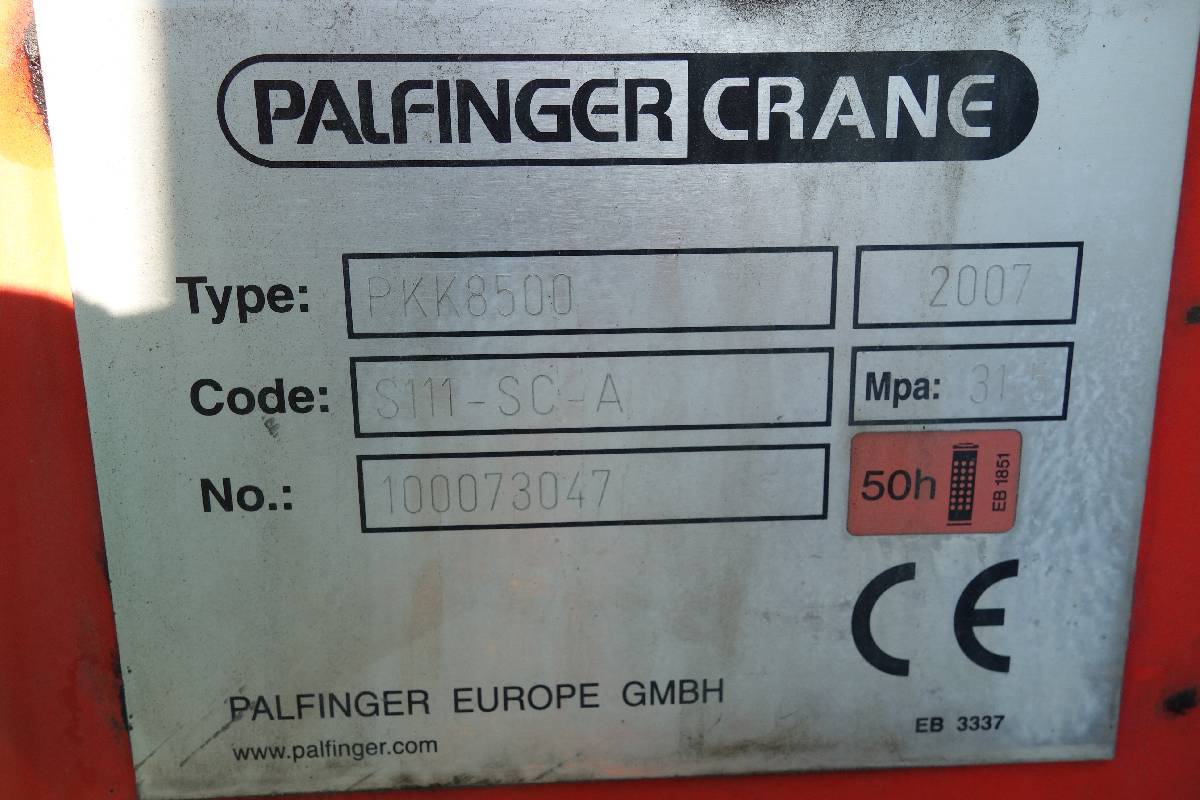 PALFINGER CRANE
Type: PKK8500 2007
Code: S111-SC-A Mpa: 31.5
No.: 100073047
50h EB 1851
CE
PALFINGER EUROPE GMBH
www.palfinger.com
EB 3337